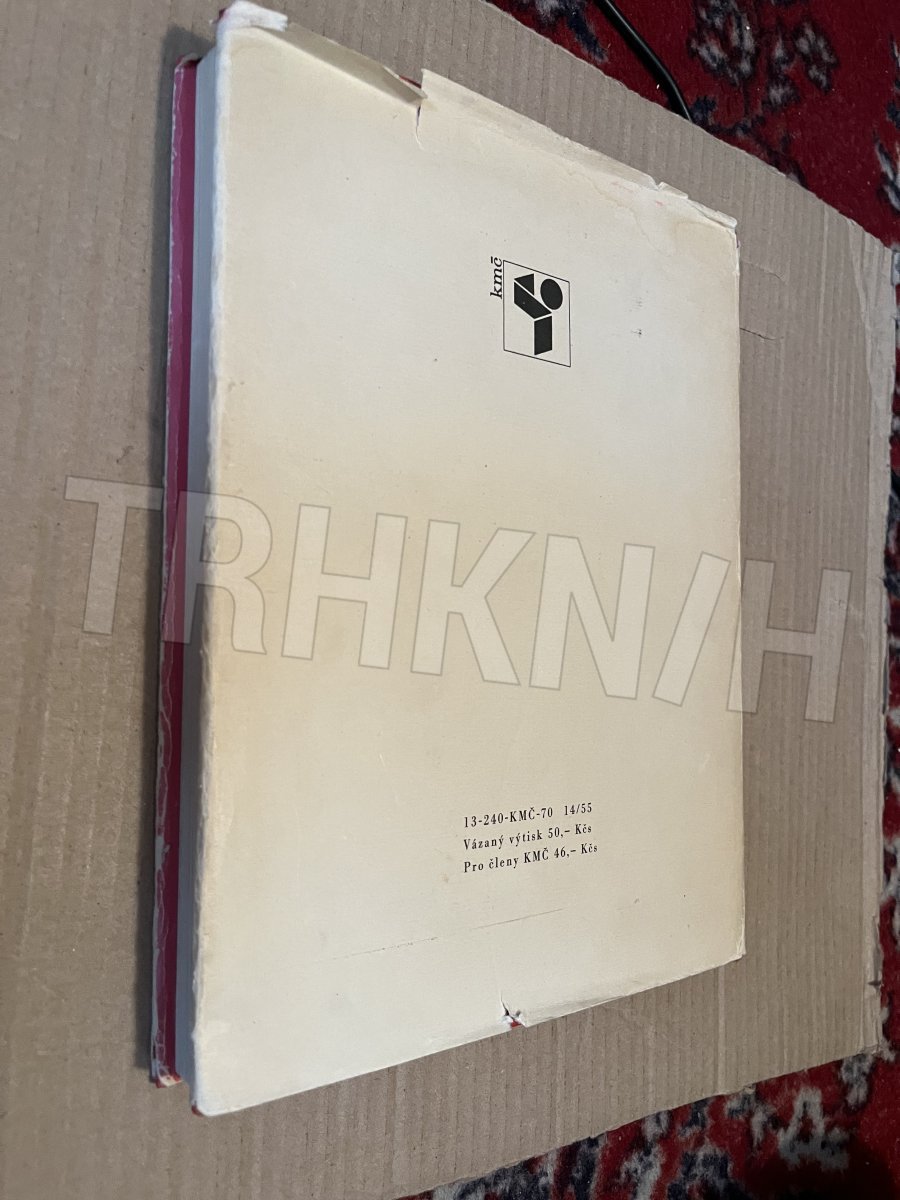 kmč
TRHKNIH
13-240-KMČ-70 14/55
Vázaný výtisk 50,– Kčs
Pro členy KMČ 46,– Kčs